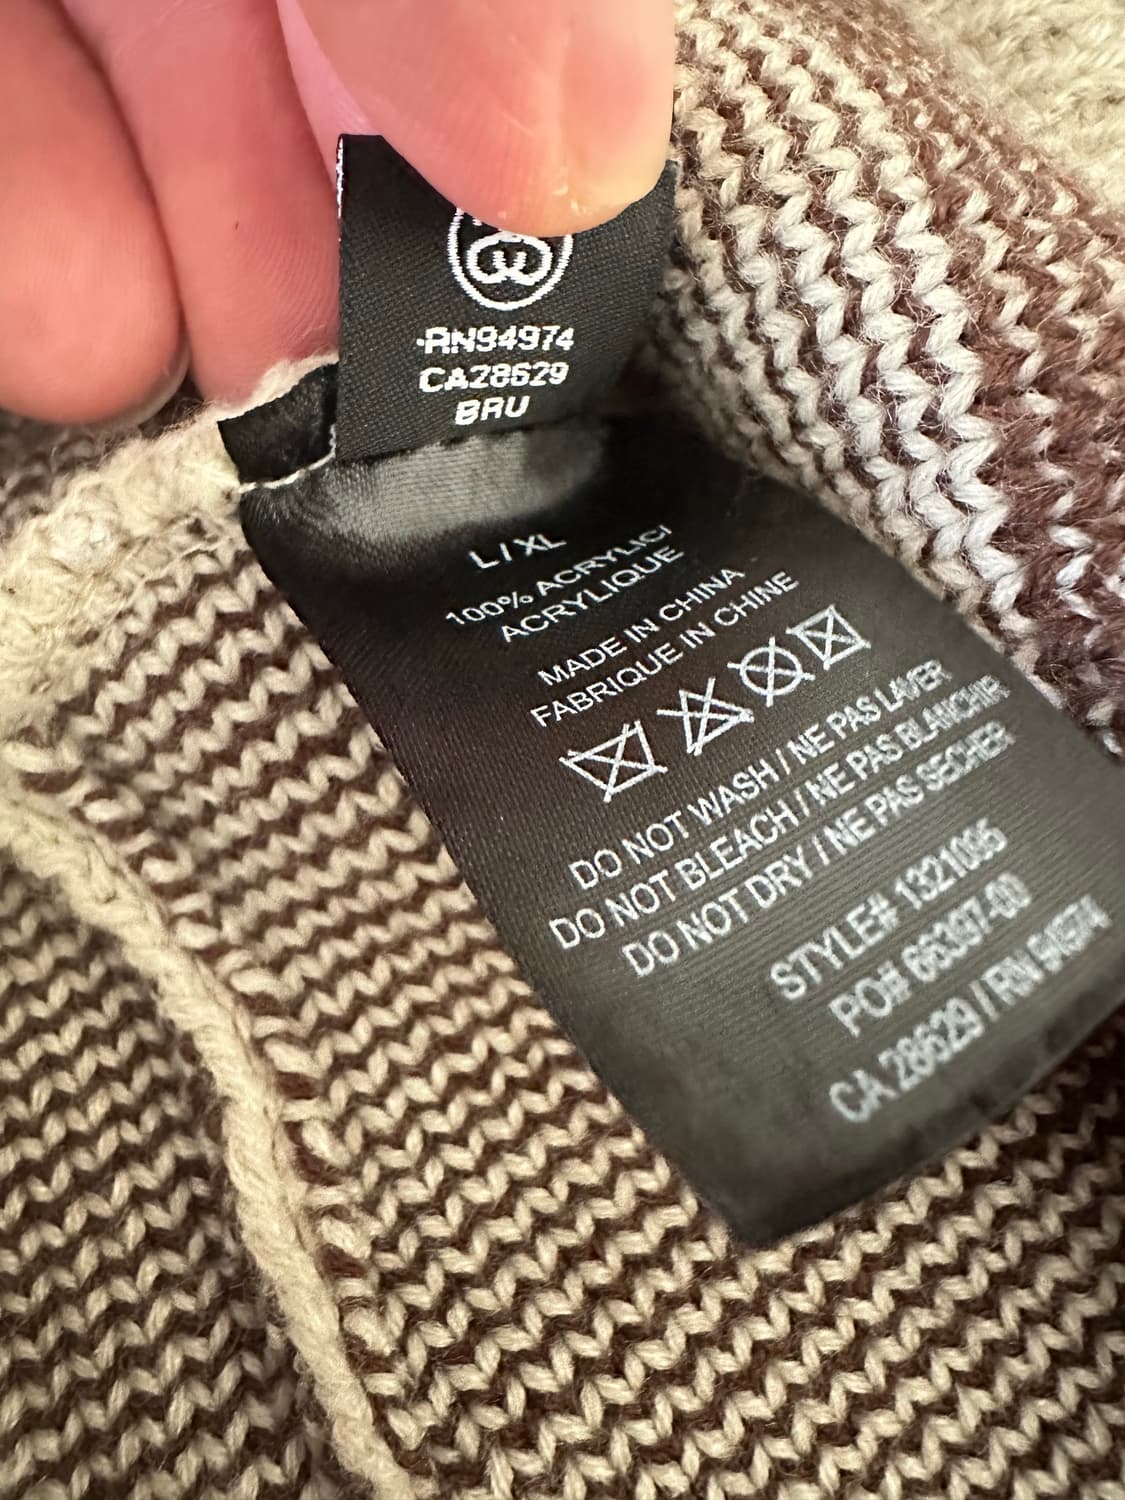 RN94974
CA28629
BRU
L / XL
100% ACRYLIC/
ACRYLIQUE
MADE IN CHINA
FABRIQUE IN CHINE
DO NOT WASH / NE PAS LAVER
DO NOT BLEACH / NE PAS BLANCHIR
DO NOT DRY / NE PAS SECHER
STYLE# 1321095
PO# 66397-00
CA 28629 / RN 94974